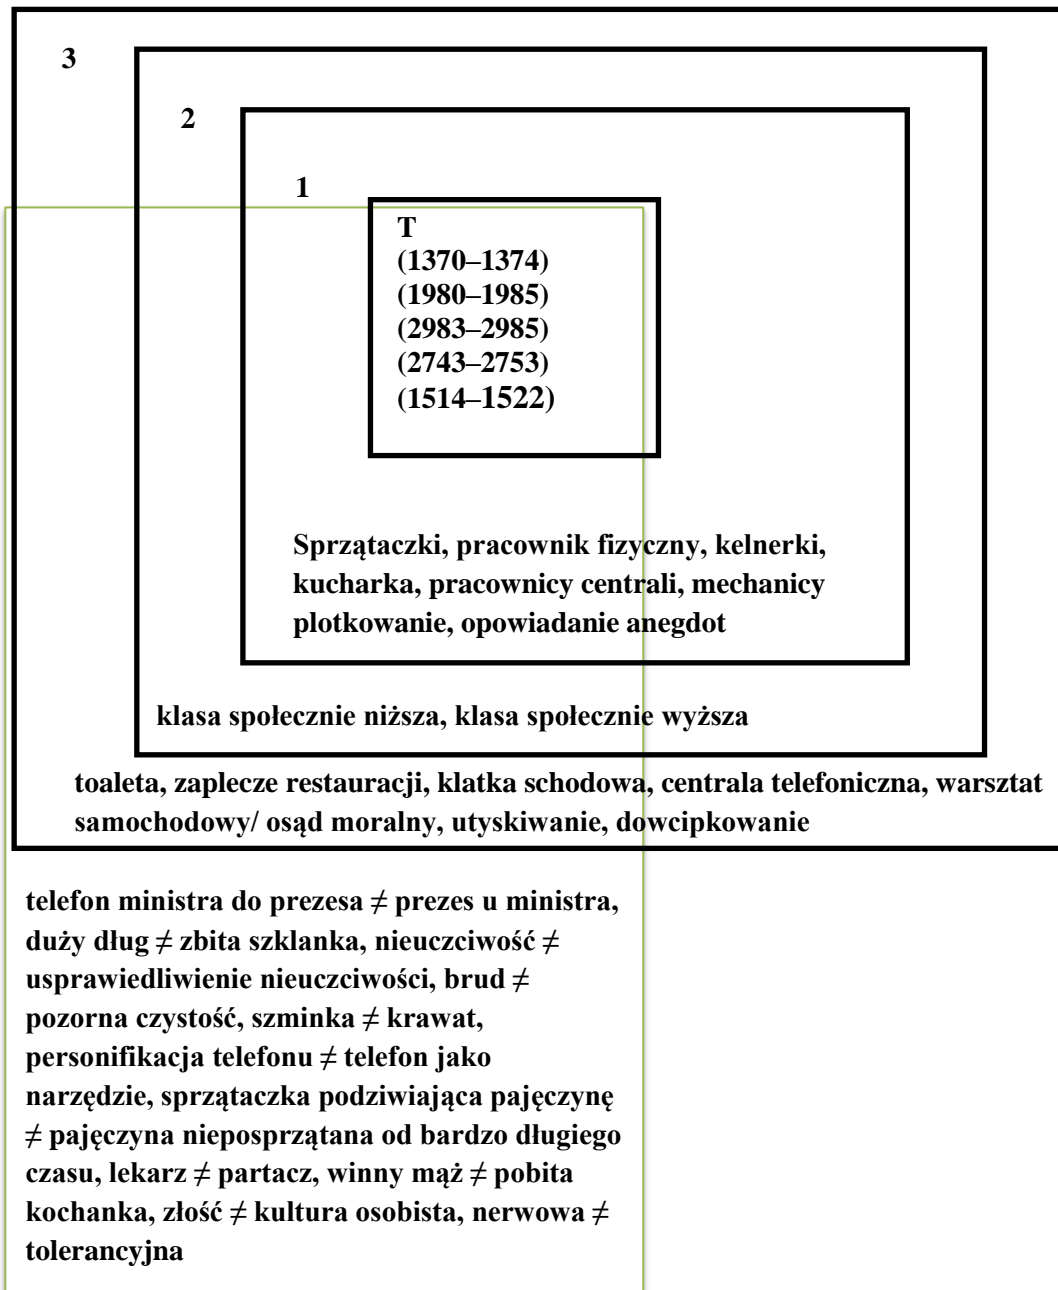 3
2
1
T
(1370–1374)
(1980–1985)
(2983–2985)
(2743–2753)
(1514–1522)
Sprzątaczki, pracownik fizyczny, kelnerki,
kucharka, pracownicy centrali, mechanicy
plotkowanie, opowiadanie anegdot
klasa społecznie niższa, klasa społecznie wyższa
toaleta, zaplecze restauracji, klatka schodowa, centrala telefoniczna, warsztat
samochodowy/ osąd moralny, utyskiwanie, dowcipkowanie
telefon ministra do prezesa ≠ prezes u ministra,
duży dług ≠ zbita szklanka, nieuczciwość ≠
usprawiedliwienie nieuczciwości, brud ≠
pozorna czystość, szminka ≠ krawat,
personifikacja telefonu ≠ telefon jako
narzędzie, sprzątaczka podziwiająca pajęczynę
≠ pajęczyna nieposprzątana od bardzo długiego
czasu, lekarz ≠ partacz, winny mąż ≠ pobita
kochanka, złość ≠ kultura osobista, nerwowa ≠
tolerancyjna